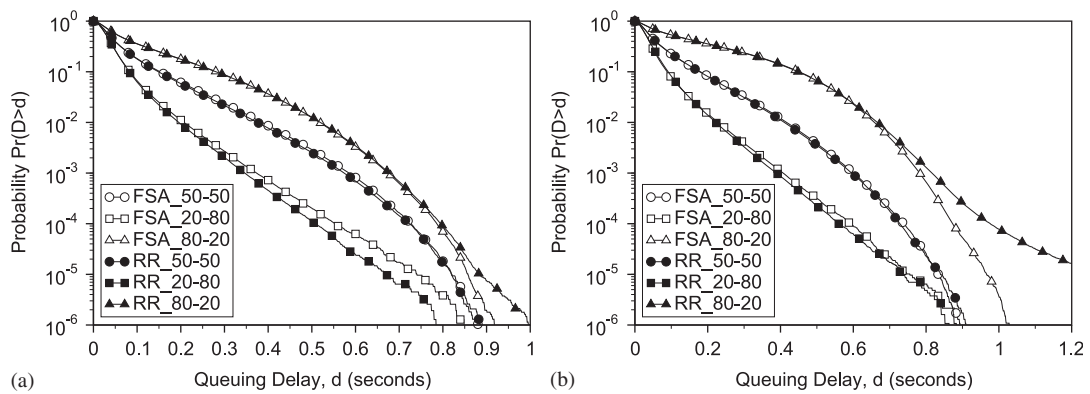 10^0
10^-1
10^-2
10^-3
10^-4
10^-5
10^-6
Probability Pr(D>d)
FSA_50-50
FSA_20-80
FSA_80-20
RR_50-50
RR_20-80
RR_80-20
0 0.1 0.2 0.3 0.4 0.5 0.6 0.7 0.8 0.9 1
(a) Queuing Delay, d (seconds)
10^0
10^-1
10^-2
10^-3
10^-4
10^-5
10^-6
Probability Pr(D>d)
FSA_50-50
FSA_20-80
FSA_80-20
RR_50-50
RR_20-80
RR_80-20
0 0.2 0.4 0.6 0.8 1 1.2
(b) Queuing Delay, d (seconds)